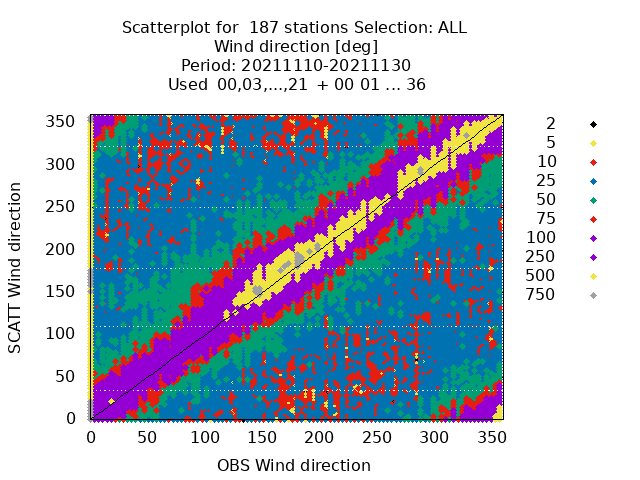 Scatterplot for  187 stations Selection: ALL
Wind direction [deg]
Period: 20211110-20211130
Used  00,03,...,21  + 00 01 ... 36
SCATT Wind direction
350
300
250
200
150
100
50
0
0 50 100 150 200 250 300 350
OBS Wind direction
2
5
10
25
50
75
100
250
500
750